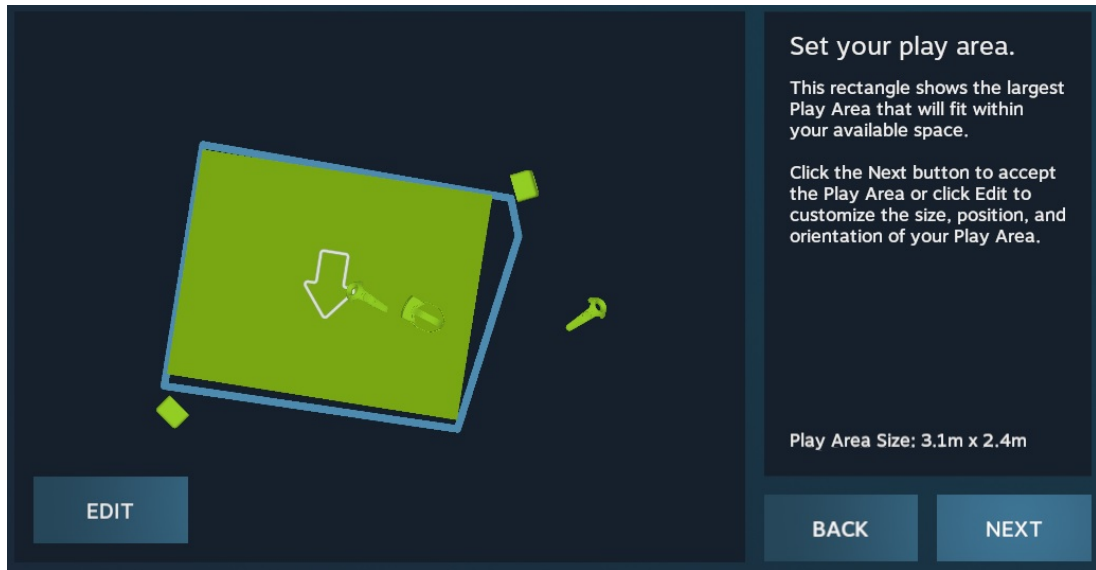 Set your play area.
This rectangle shows the largest
Play Area that will fit within
your available space.
Click the Next button to accept
the Play Area or click Edit to
customize the size, position, and
orientation of your Play Area.
Play Area Size: 3.1m x 2.4m
EDIT
BACK
NEXT